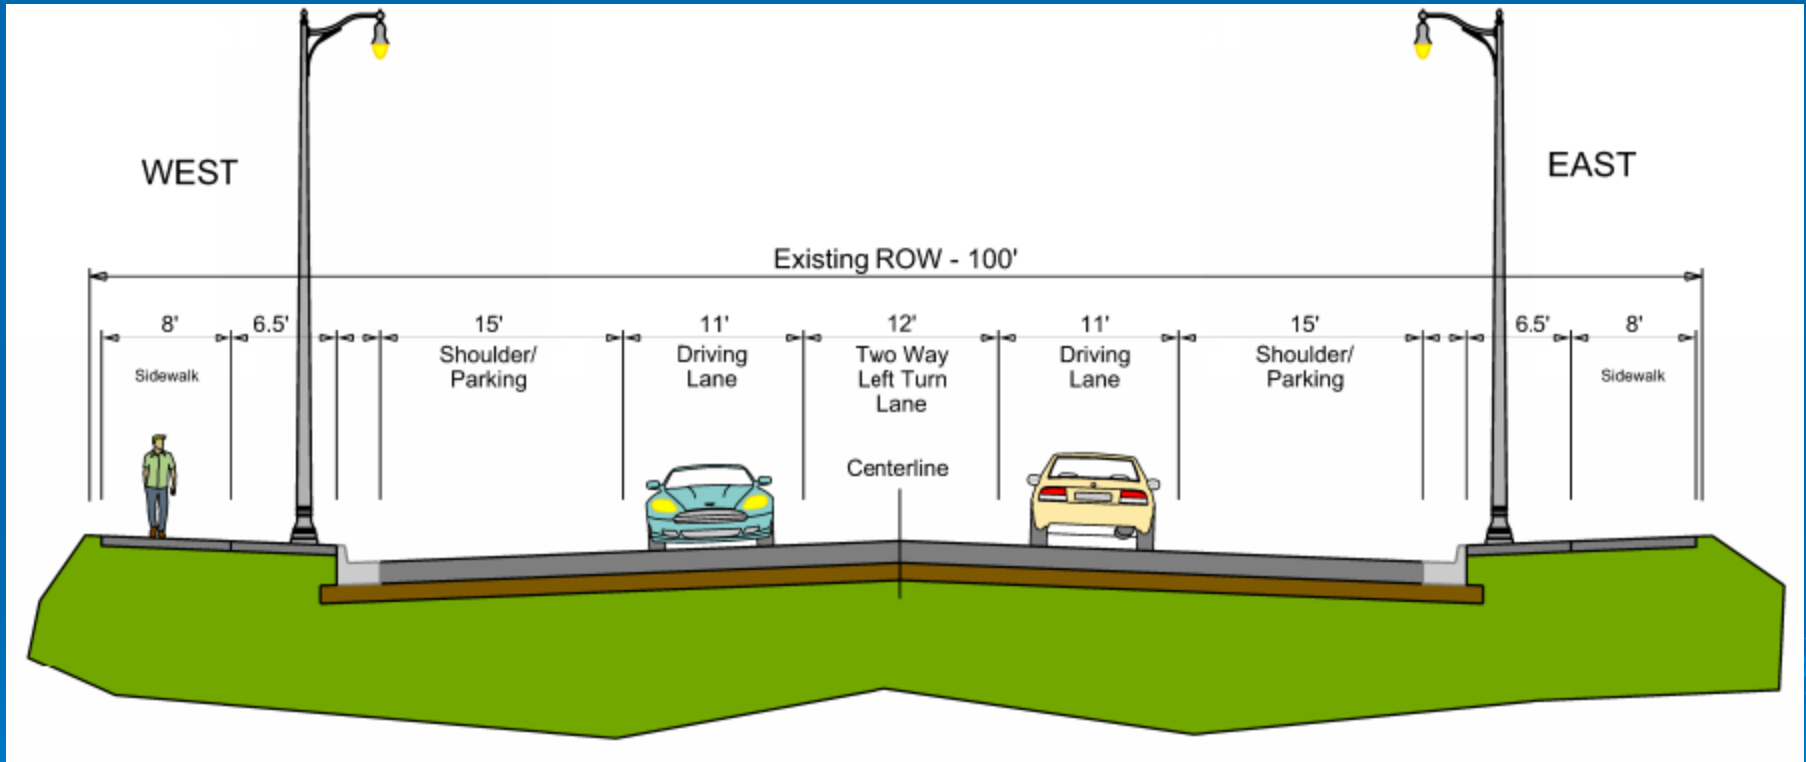 WEST
EAST
Existing ROW - 100'
8'
6.5'
15'
11'
12'
11'
15'
6.5'
8'
Sidewalk
Shoulder/
Parking
Driving
Lane
Two Way
Left Turn
Lane
Driving
Lane
Shoulder/
Parking
Sidewalk
Centerline